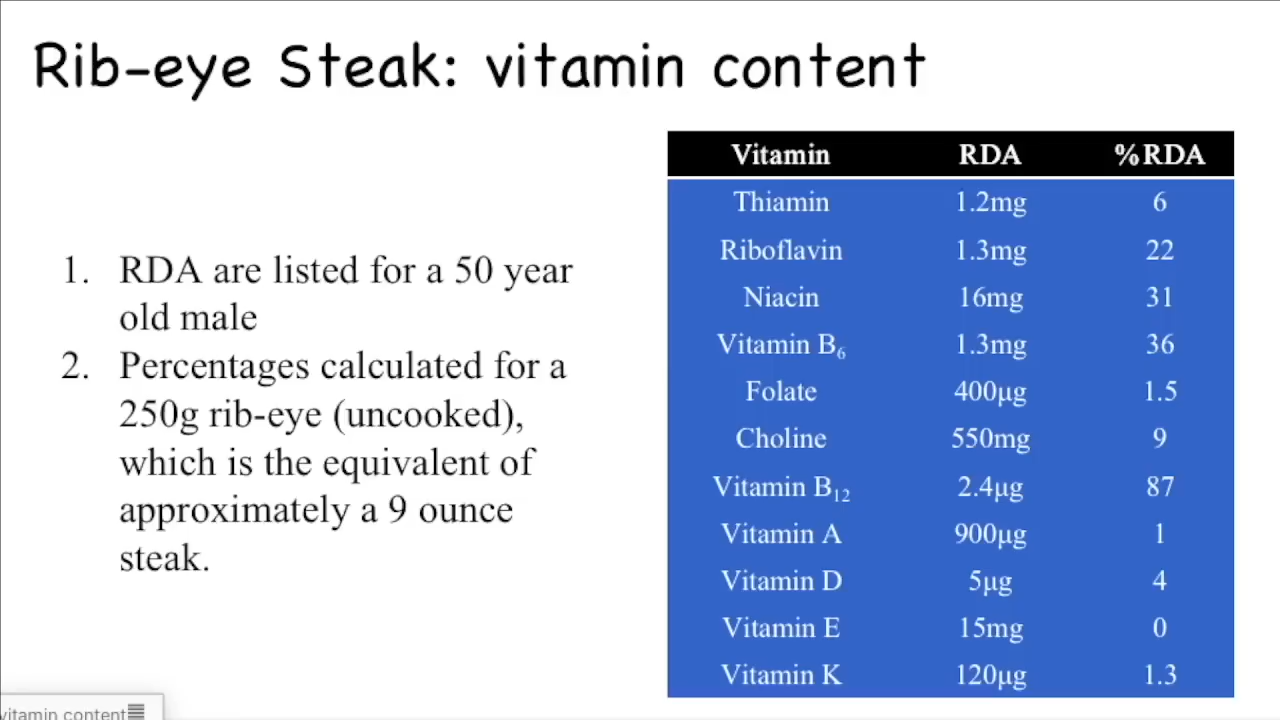 Rib-eye Steak: vitamin content
1. RDA are listed for a 50 year
old male
2. Percentages calculated for a
250g rib-eye (uncooked),
which is the equivalent of
approximately a 9 ounce
steak.
Vitamin RDA %RDA
Thiamin 1.2mg 6
Riboflavin 1.3mg 22
Niacin 16mg 31
Vitamin B₆ 1.3mg 36
Folate 400µg 1.5
Choline 550mg 9
Vitamin B₁₂ 2.4µg 87
Vitamin A 900µg 1
Vitamin D 5µg 4
Vitamin E 15mg 0
Vitamin K 120µg 1.3
vitamin content